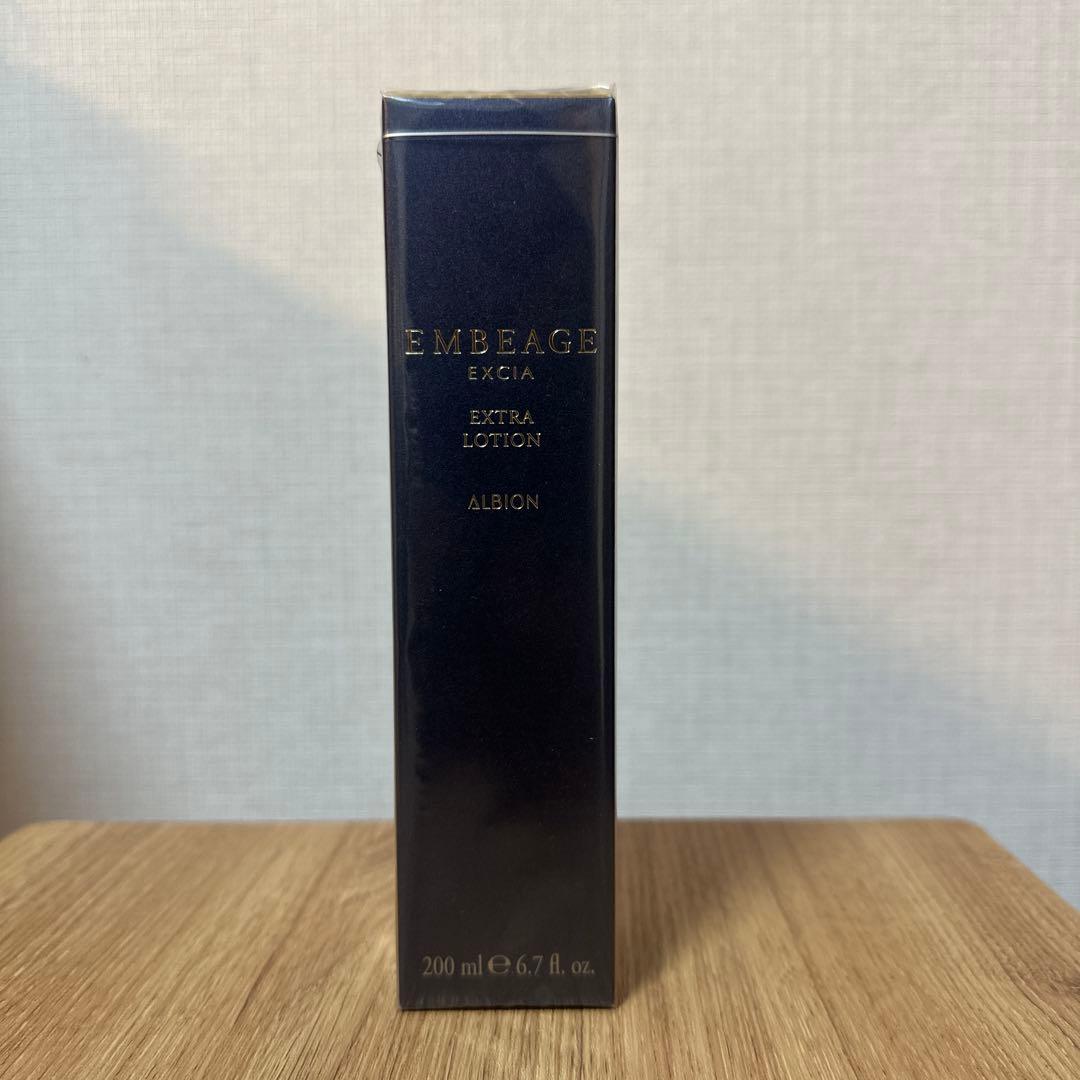 EMBEAGE
EXCIA
EXTRA
LOTION
ALBION
200 ml ℮ 6.7 fl. oz.